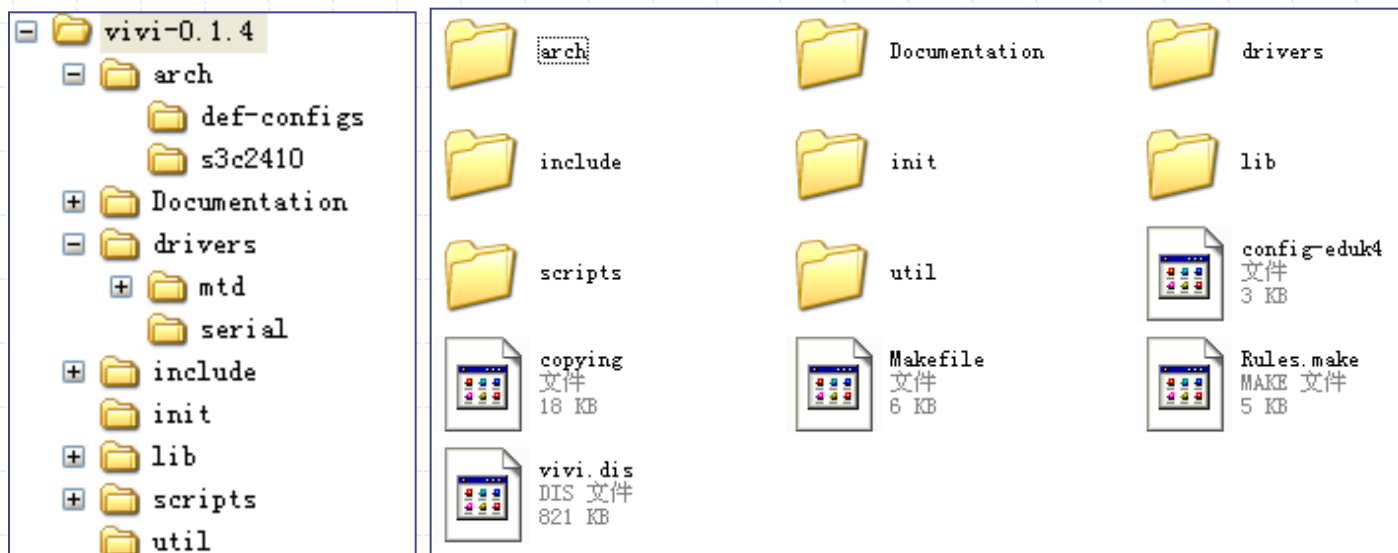 vivi-0.1.4
arch
def-configs
s3c2410
Documentation
drivers
mtd
serial
include
init
lib
scripts
util
arch
Documentation
drivers
include
init
lib
scripts
util
config-eduk4
文件
3 KB
copying
文件
18 KB
Makefile
文件
6 KB
Rules.make
MAKE 文件
5 KB
vivi.dis
DIS 文件
821 KB